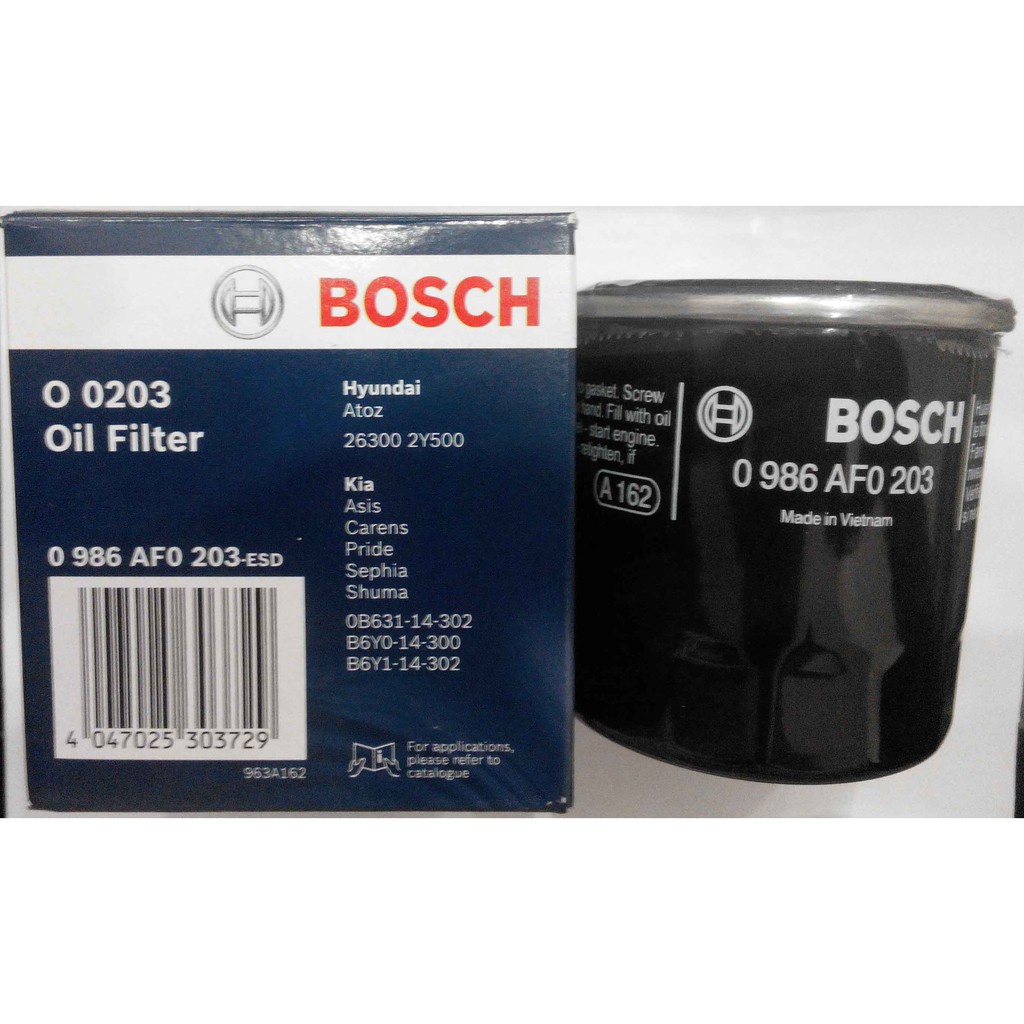 BOSCH
O 0203
Oil Filter
0 986 AF0 203-ESD
4 047025 303729
963A162
Hyundai
Atoz
26300 2Y500
Kia
Asis
Carens
Pride
Sephia
Shuma
0B631-14-302
B6Y0-14-300
B6Y1-14-302
For applications,
please refer to
catalogue
gasket. Screw
hand. Fill with oil
- start engine.
retighten, if
A 162
BOSCH
0 986 AF0 203
Made in Vietnam